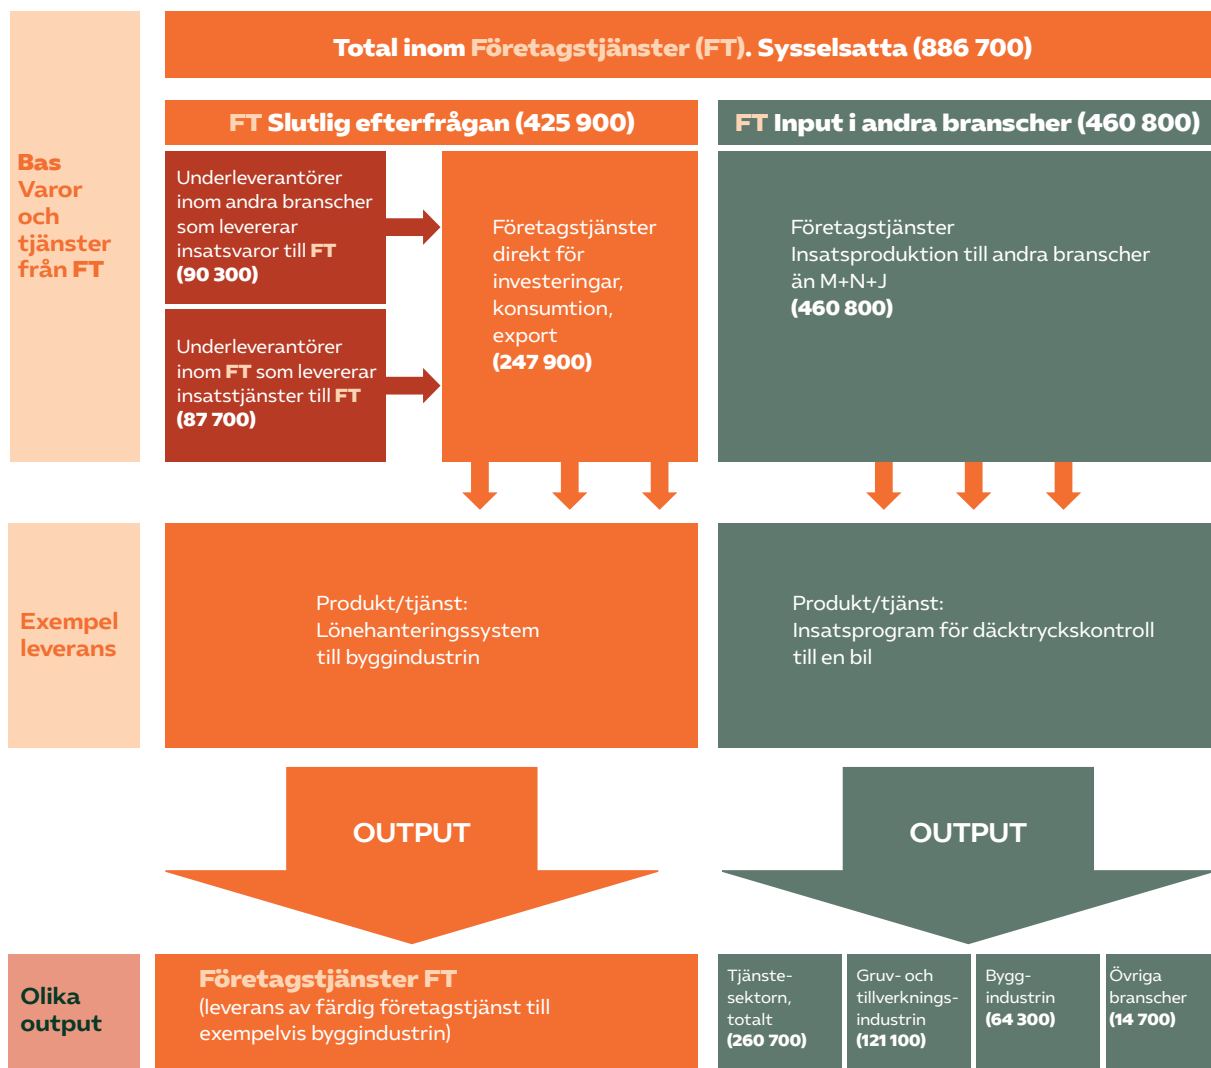 Total inom Företagstjänster (FT). Sysselsatta (886 700)
Bas
Varor
och
tjänster
från FT
FT Slutlig efterfrågan (425 900)
Underleverantörer
inom andra branscher
som levererar
insatsvaror till FT
(90 300)
Underleverantörer
inom FT som levererar
insatstjänster till FT
(87 700)
Företagstjänster
direkt för
investeringar,
konsumtion,
export
(247 900)
FT Input i andra branscher (460 800)
Företagstjänster
Insatsproduktion till andra branscher
än M+N+J
(460 800)
Exempel
leverans
Produkt/tjänst:
Lönehanteringssystem
till byggindustrin
Produkt/tjänst:
Insatsprogram för däcktryckskontroll
till en bil
OUTPUT
OUTPUT
Olika
output
Företagstjänster FT
(leverans av färdig företagstjänst till
exempelvis byggindustrin)
Tjänste-
sektorn,
totalt
(260 700)
Gruv- och
tillverknings-
industrin
(121 100)
Bygg-
industrin
(64 300)
Övriga
branscher
(14 700)